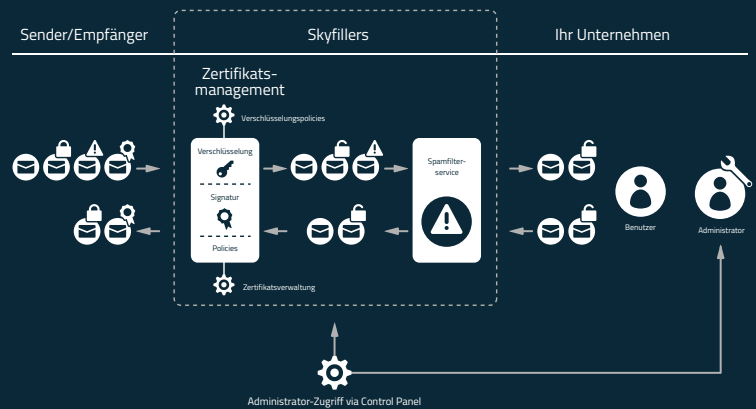 Sender/Empfänger
Skyfillers
Ihr Unternehmen
Zertifikats-
management
Verschlüsselungspolicies
Verschlüsselung
Signatur
Policies
Zertifikatsverwaltung
Spamfilter-
service
Benutzer
Administrator
Administrator-Zugriff via Control Panel